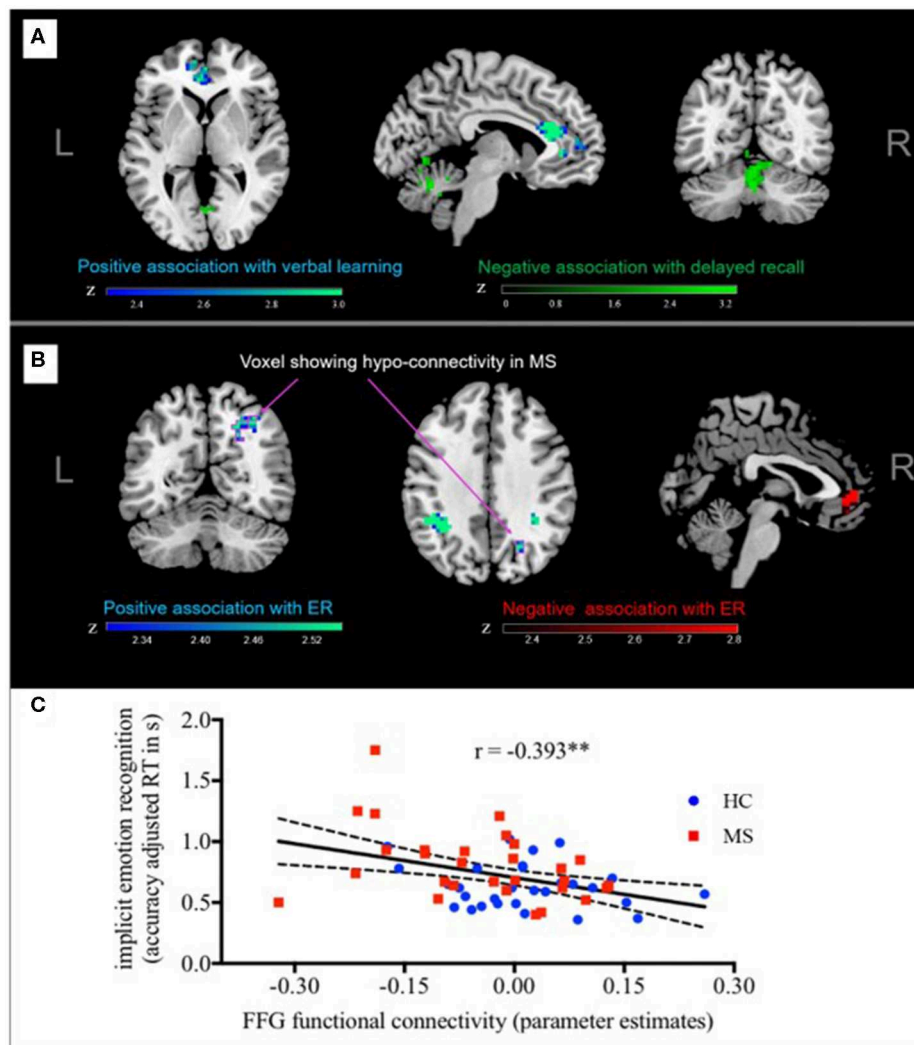 A
L
R
Positive association with verbal learning
Negative association with delayed recall
z
2.4 2.6 2.8 3.0
z
0 0.8 1.6 2.4 3.2
B
Voxel showing hypo-connectivity in MS
L
R
Positive association with ER
Negative association with ER
z
2.34 2.40 2.46 2.52
z
2.4 2.5 2.6 2.7 2.8
C
implicit emotion recognition
(accuracy adjusted RT in s)
2.0
1.5
1.0
0.5
0.0
r = -0.393**
HC
MS
-0.30 -0.15 0.00 0.15 0.30
FFG functional connectivity (parameter estimates)